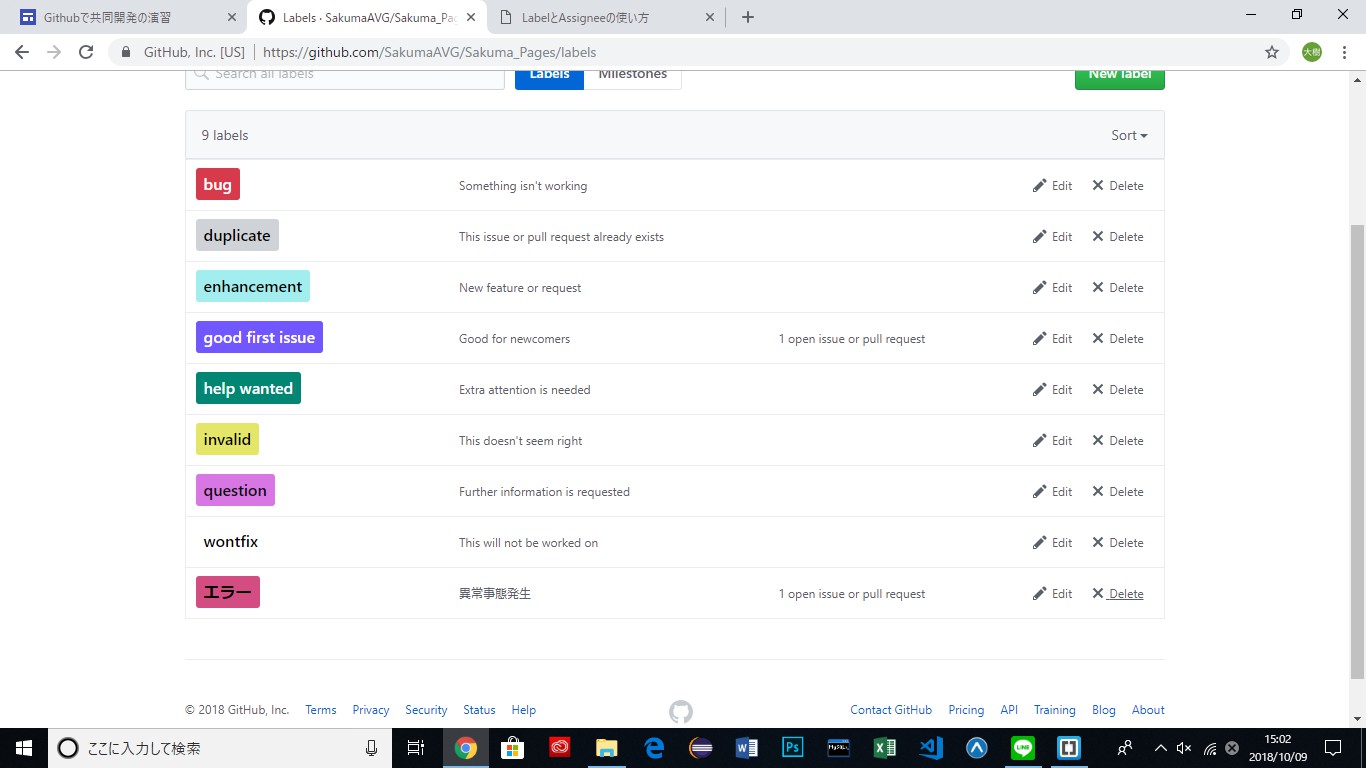 Githubで共同開発の演習
Labels · SakumaAVG/Sakuma_Pag
LabelとAssigneeの使い方
GitHub, Inc. [US] | https://github.com/SakumaAVG/Sakuma_Pages/labels
大樹
Search all labels Labels Milestones New label
9 labels Sort
bug Something isn't working Edit Delete
duplicate This issue or pull request already exists Edit Delete
enhancement New feature or request Edit Delete
good first issue Good for newcomers 1 open issue or pull request Edit Delete
help wanted Extra attention is needed Edit Delete
invalid This doesn't seem right Edit Delete
question Further information is requested Edit Delete
wontfix This will not be worked on Edit Delete
エラー 異常事態発生 1 open issue or pull request Edit Delete
© 2018 GitHub, Inc. Terms Privacy Security Status Help Contact GitHub Pricing API Training Blog About
ここに入力して検索
Ps
MySQL
LINE
15:02
2018/10/09